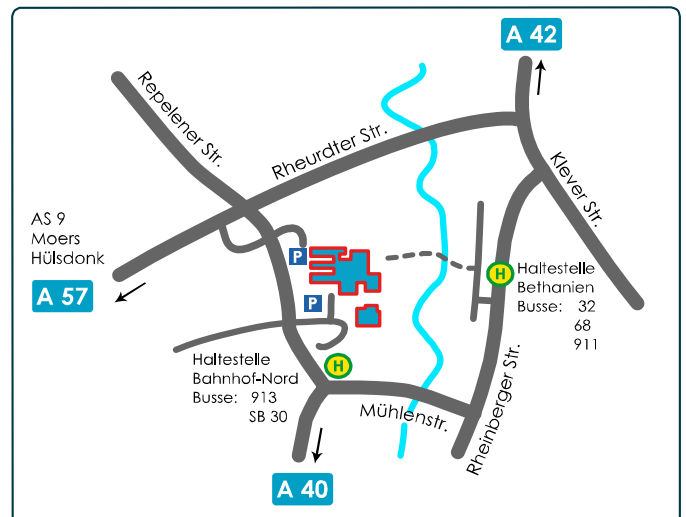 A 42
Repelener Str.
Rheurdter Str.
Klever Str.
AS 9
Moers
Hülsdonk
A 57
P
P
H
Haltestelle
Bethanien
Busse: 32
68
911
Haltestelle
Bahnhof-Nord
Busse: 913
SB 30
H
Mühlenstr.
Rheinberger Str.
A 40